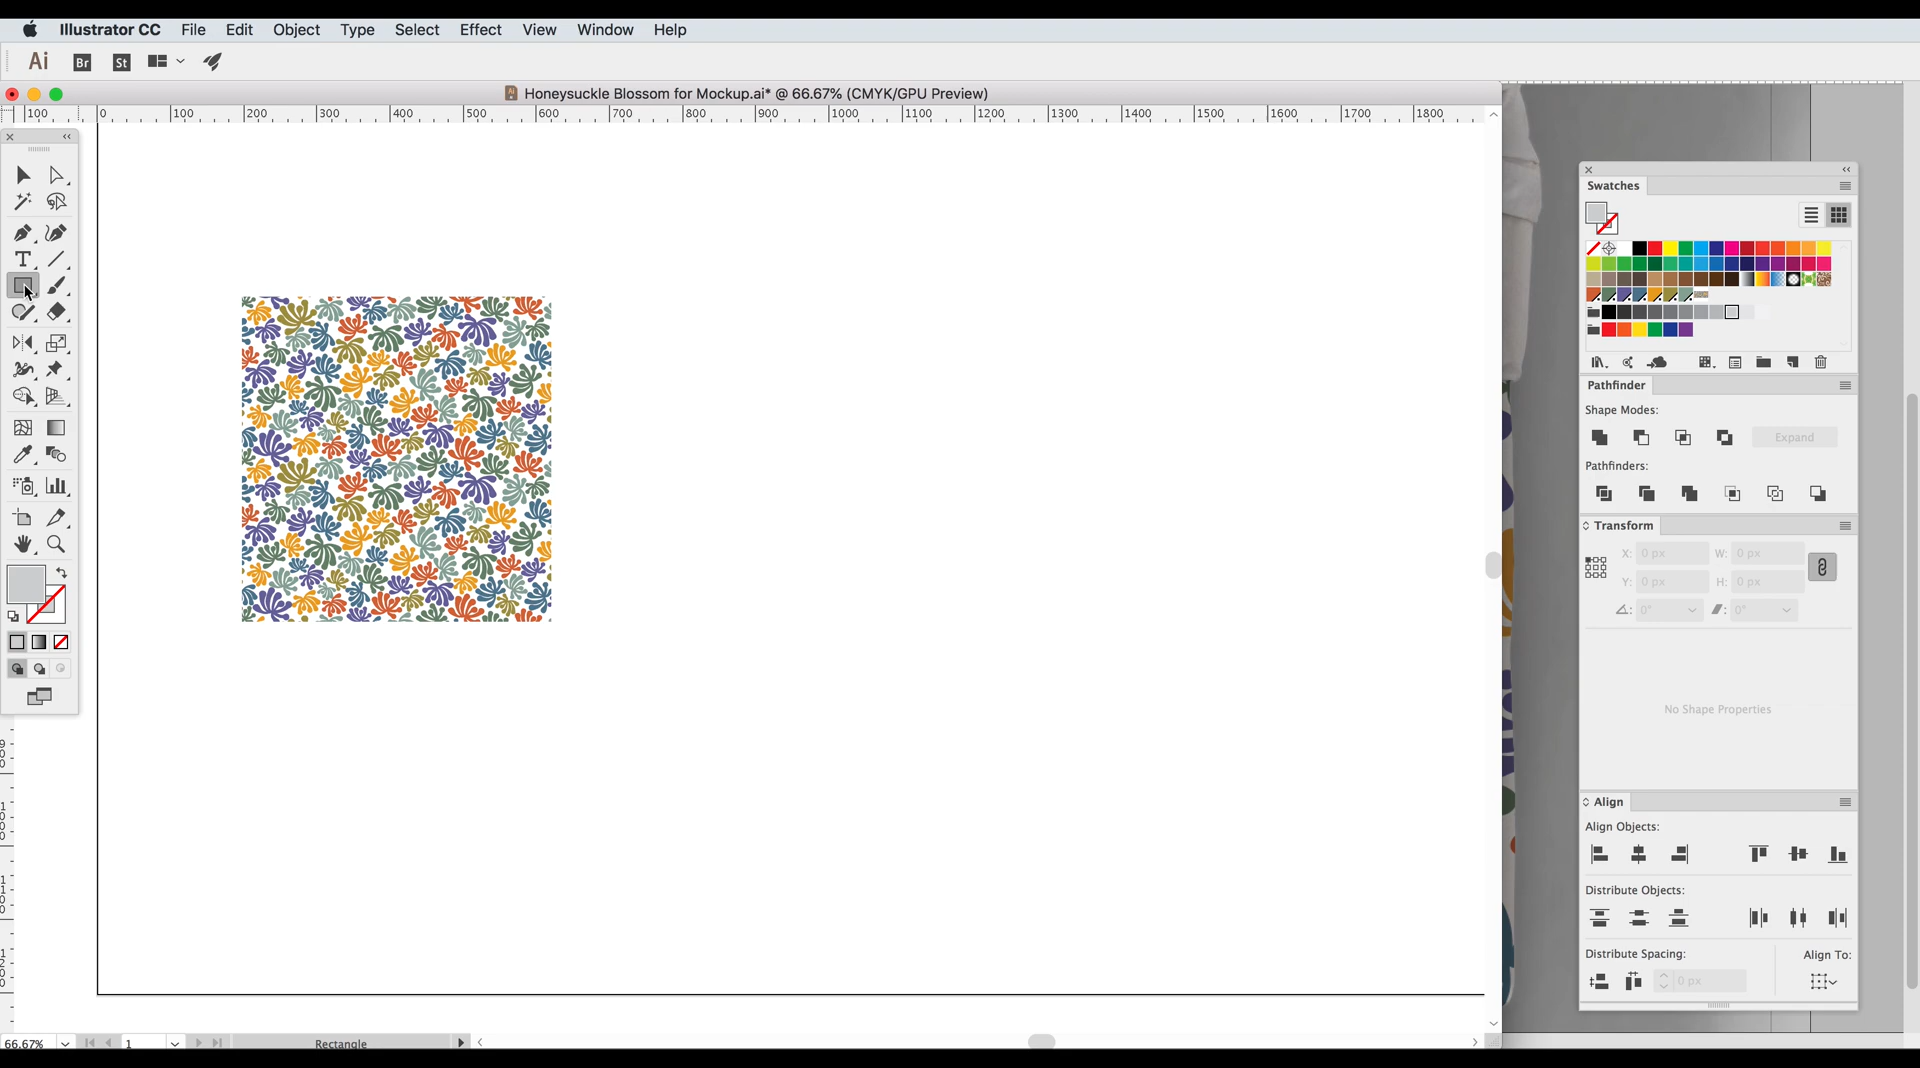 Illustrator CC File Edit Object Type Select Effect View Window Help
Ai Br St
Honeysuckle Blossom for Mockup.ai* @ 66.67% (CMYK/GPU Preview)
100 0 100 200 300 400 500 600 700 800 900 1000 1100 1200 1300 1400 1500 1600 1700 1800
Swatches
Pathfinder
Shape Modes:
Expand
Pathfinders:
Transform
X: 0 px W: 0 px
Y: 0 px H: 0 px
0° 0°
No Shape Properties
900
1000
1100
1200
Align
Align Objects:
Distribute Objects:
Distribute Spacing: Align To:
0 px
66.67% 1 Rectangle